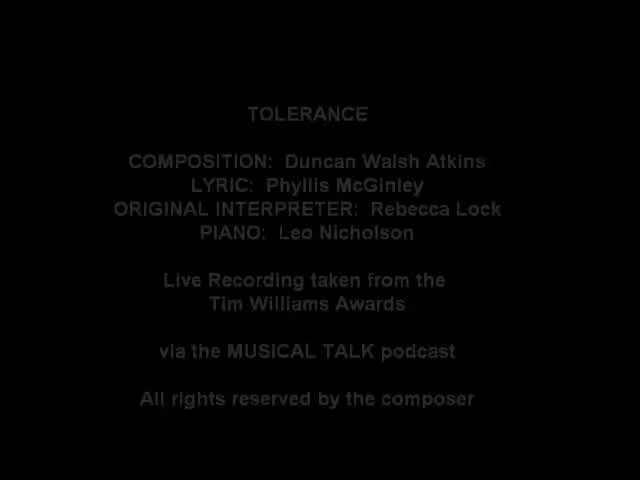 TOLERANCE
COMPOSITION: Duncan Walsh Atkins
LYRIC: Phyllis McGinley
ORIGINAL INTERPRETER: Rebecca Lock
PIANO: Leo Nicholson
Live Recording taken from the
Tim Williams Awards
via the MUSICAL TALK podcast
All rights reserved by the composer